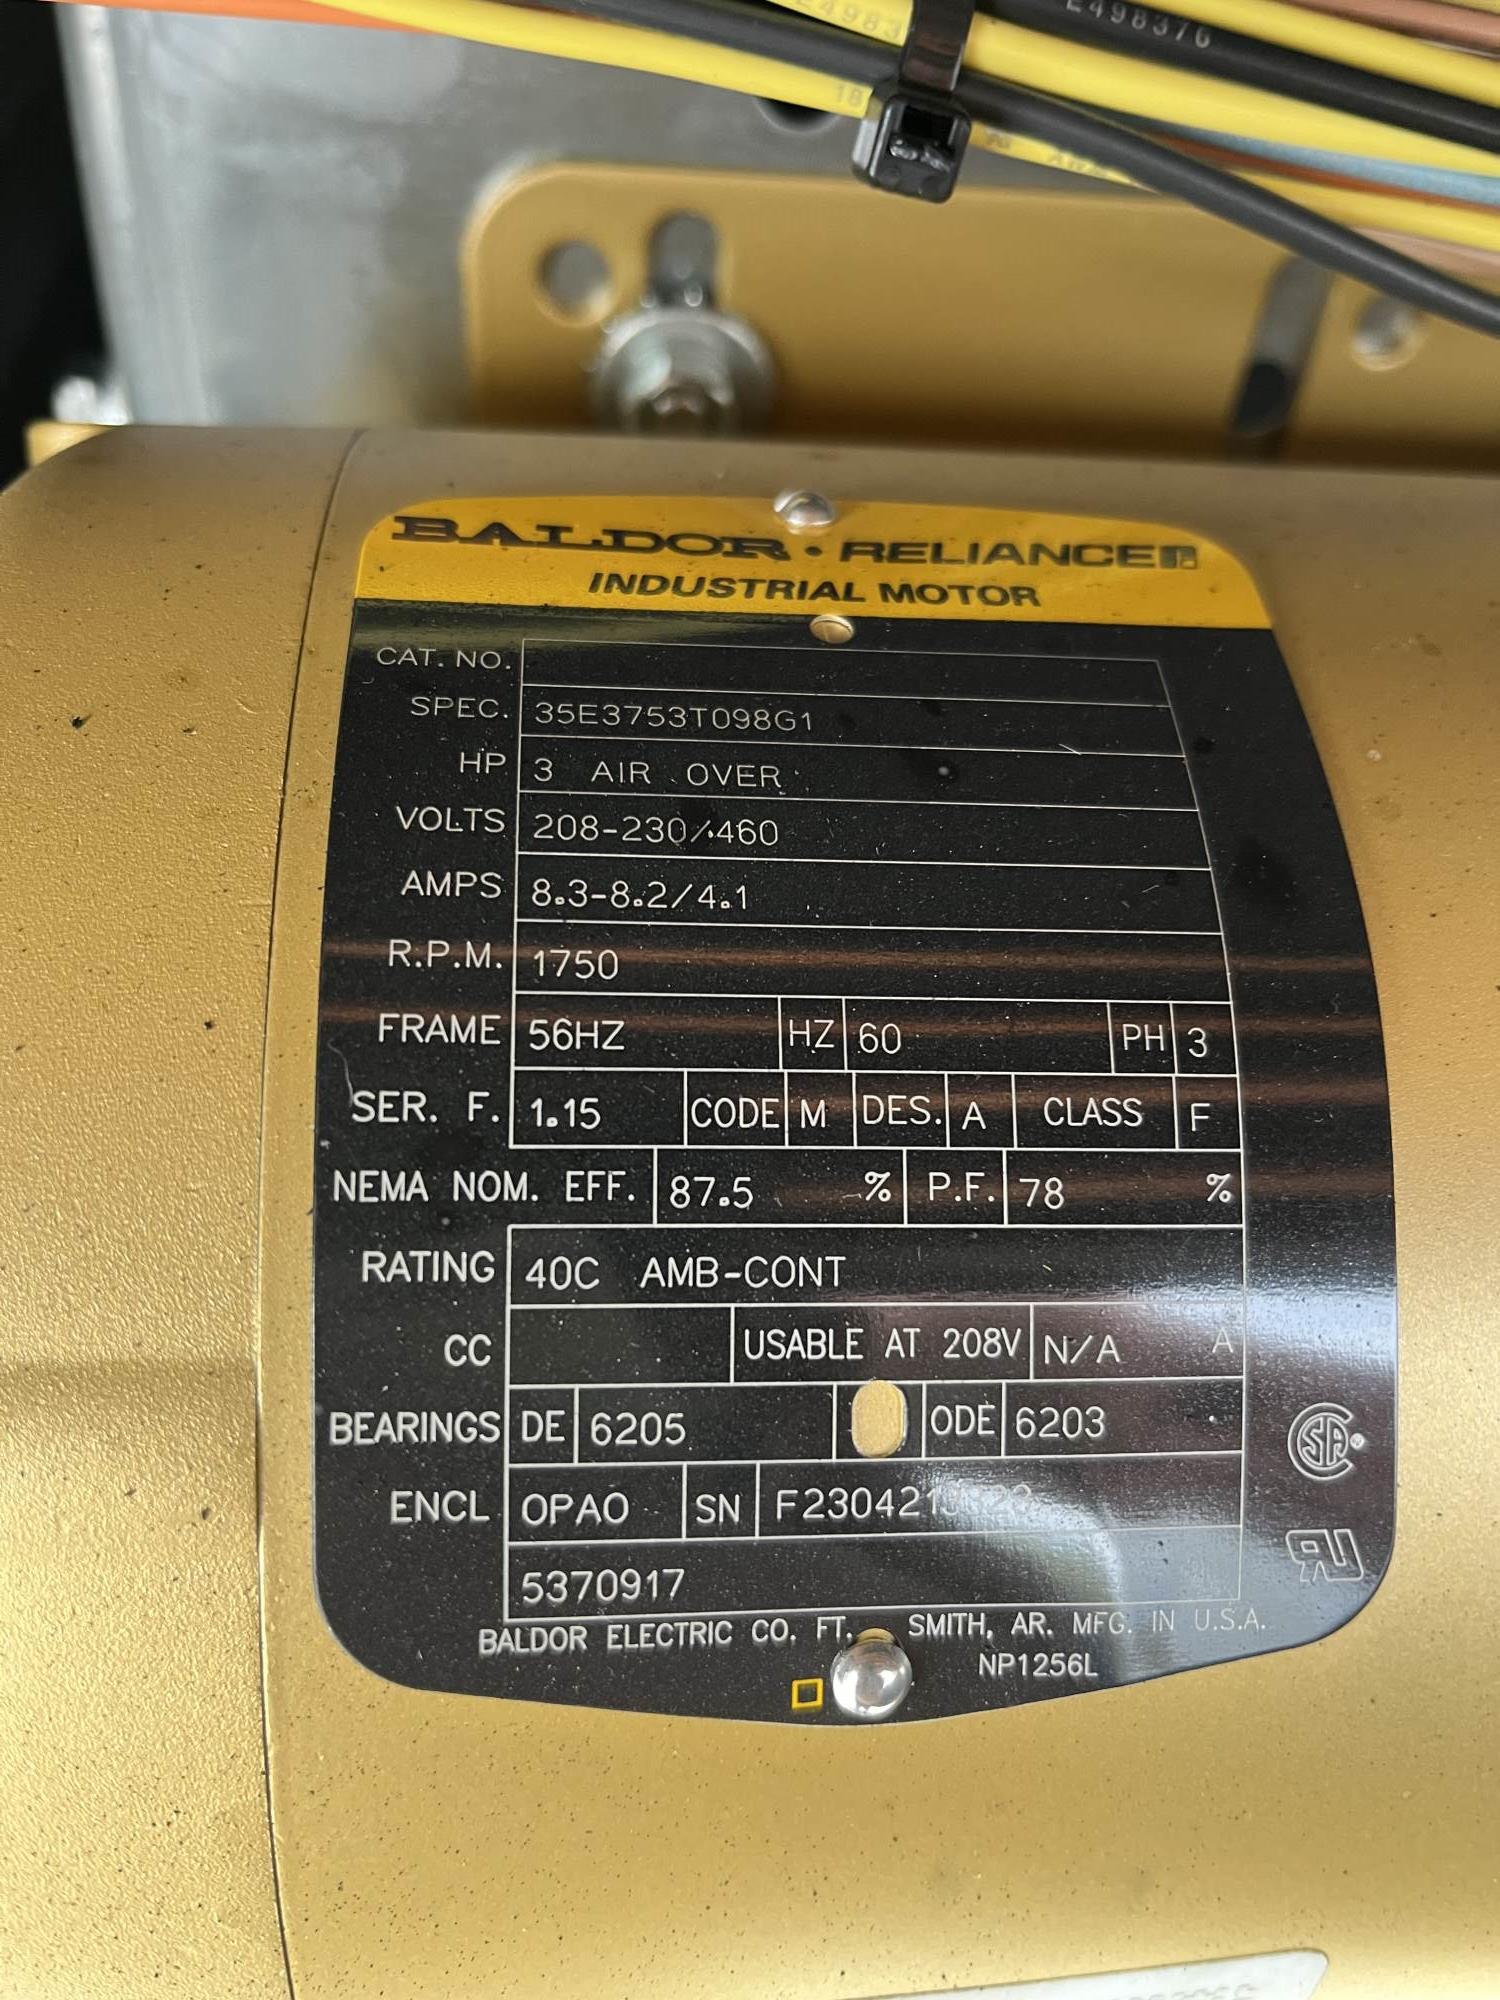 E4983
E498376
18
BALDOR • RELIANCE
INDUSTRIAL MOTOR
CAT. NO.
SPEC. 35E3753T098G1
HP 3 AIR OVER
VOLTS 208-230/460
AMPS 8.3-8.2/4.1
R.P.M. 1750
FRAME 56HZ HZ 60 PH 3
SER. F. 1.15 CODE M DES. A CLASS F
NEMA NOM. EFF. 87.5 % P.F. 78 %
RATING 40C AMB-CONT
CC USABLE AT 208V N/A A
BEARINGS DE 6205 ODE 6203
ENCL OPAO SN
5370917
BALDOR ELECTRIC CO. FT. SMITH, AR. MFG. IN U.S.A.
NP1256L